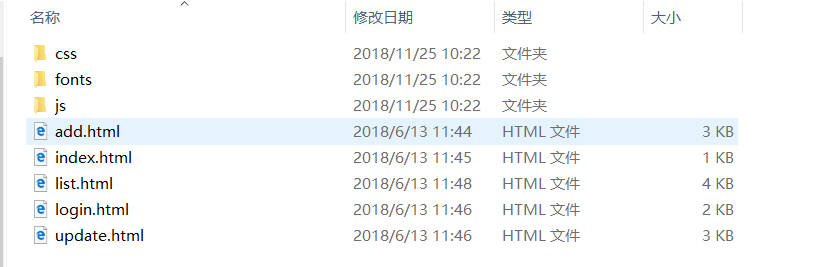 名称 修改日期 类型 大小
css 2018/11/25 10:22 文件夹
fonts 2018/11/25 10:22 文件夹
js 2018/11/25 10:22 文件夹
add.html 2018/6/13 11:44 HTML 文件 3 KB
index.html 2018/6/13 11:45 HTML 文件 1 KB
list.html 2018/6/13 11:48 HTML 文件 4 KB
login.html 2018/6/13 11:46 HTML 文件 2 KB
update.html 2018/6/13 11:46 HTML 文件 3 KB